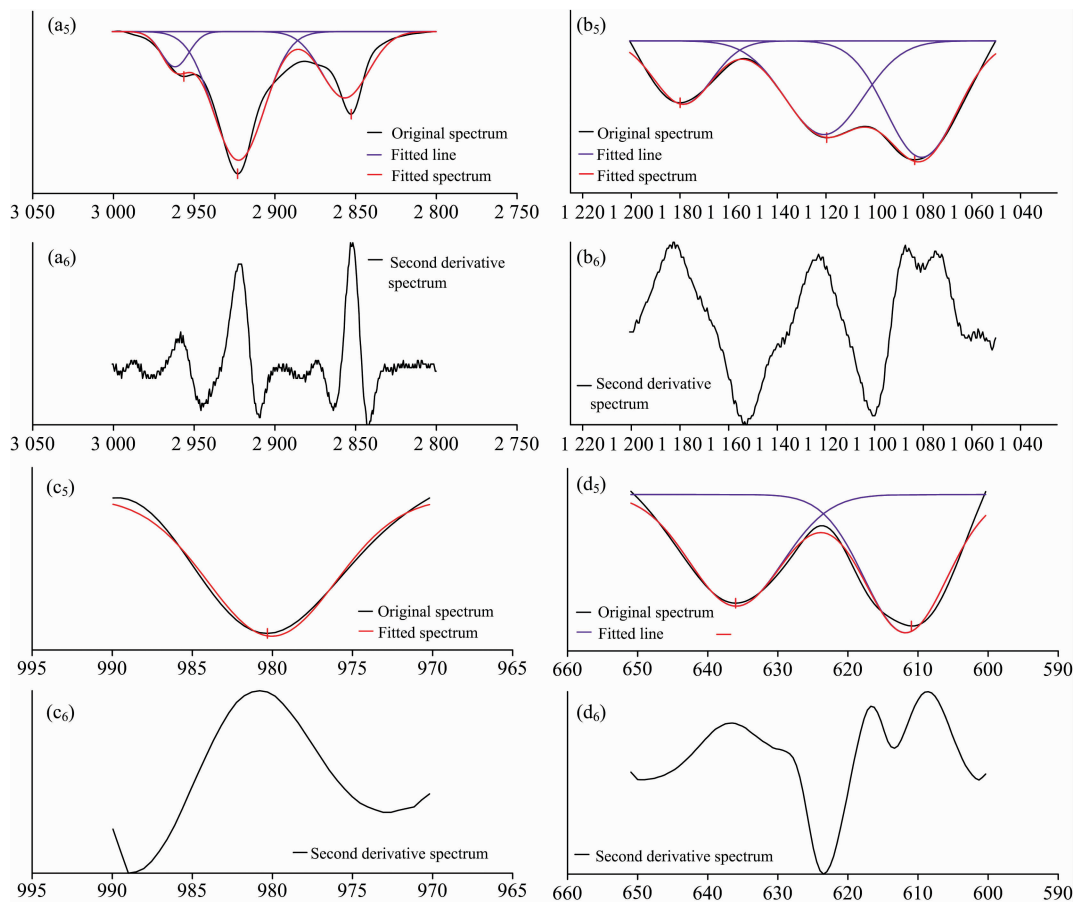 (a5)
Original spectrum
Fitted line
Fitted spectrum
3 050 3 000 2 950 2 900 2 850 2 800 2 750
(b5)
Original spectrum
Fitted line
Fitted spectrum
1 220 1 200 1 180 1 160 1 140 1 120 1 100 1 080 1 060 1 040
(a6)
Second derivative
spectrum
3 050 3 000 2 950 2 900 2 850 2 800 2 750
(b6)
Second derivative
spectrum
1 220 1 200 1 180 1 160 1 140 1 120 1 100 1 080 1 060 1 040
(c5)
Original spectrum
Fitted spectrum
995 990 985 980 975 970 965
(d5)
Original spectrum
Fitted line
660 650 640 630 620 610 600 590
(c6)
Second derivative spectrum
995 990 985 980 975 970 965
(d6)
Second derivative spectrum
660 650 640 630 620 610 600 590